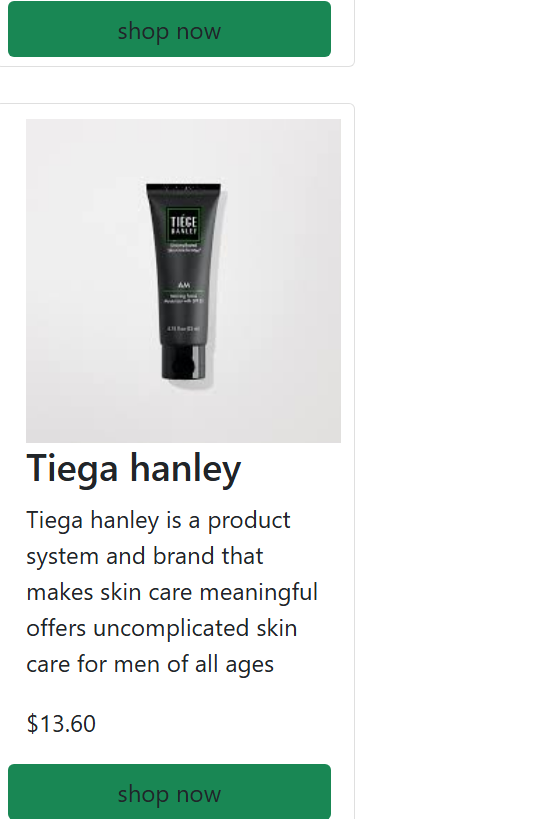 shop now
TIÉGE
HANLEY
AM
Tiega hanley
Tiega hanley is a product
system and brand that
makes skin care meaningful
offers uncomplicated skin
care for men of all ages
$13.60
shop now